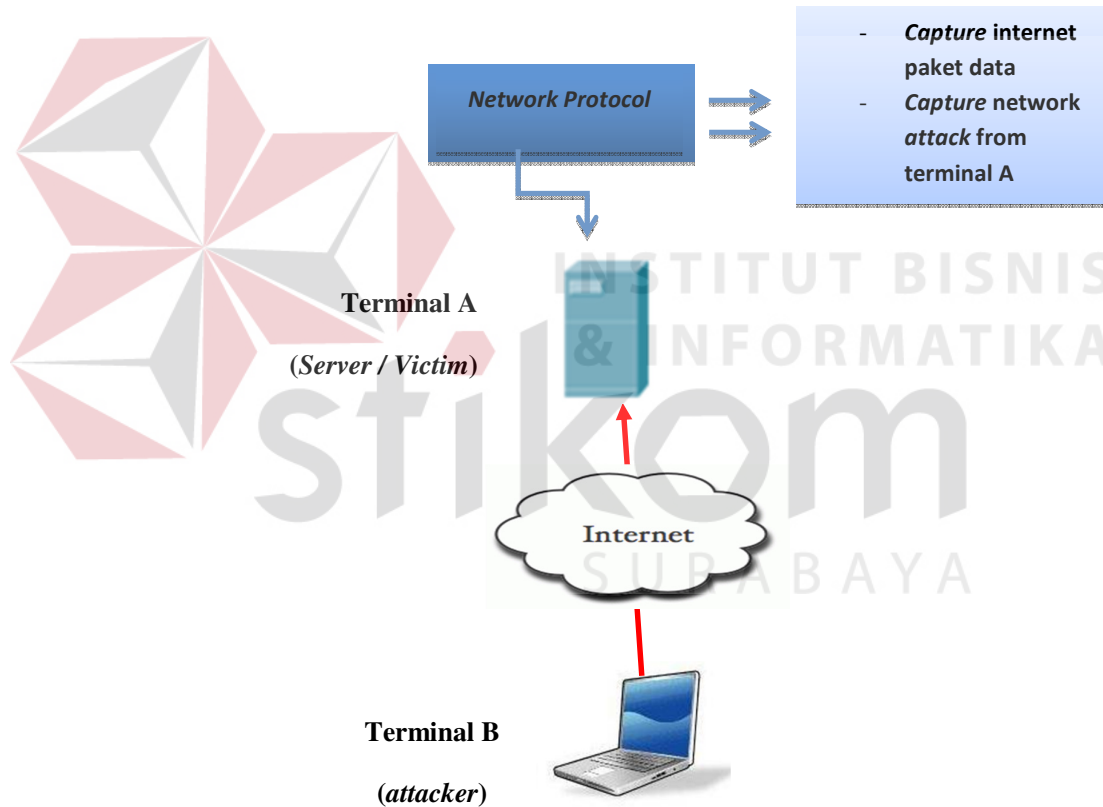 - Capture internet
paket data
- Capture network
attack from
terminal A
Network Protocol
Terminal A
(Server / Victim)
INSTITUT BISNIS
& INFORMATIKA
stikom
SURABAYA
Internet
Terminal B
(attacker)